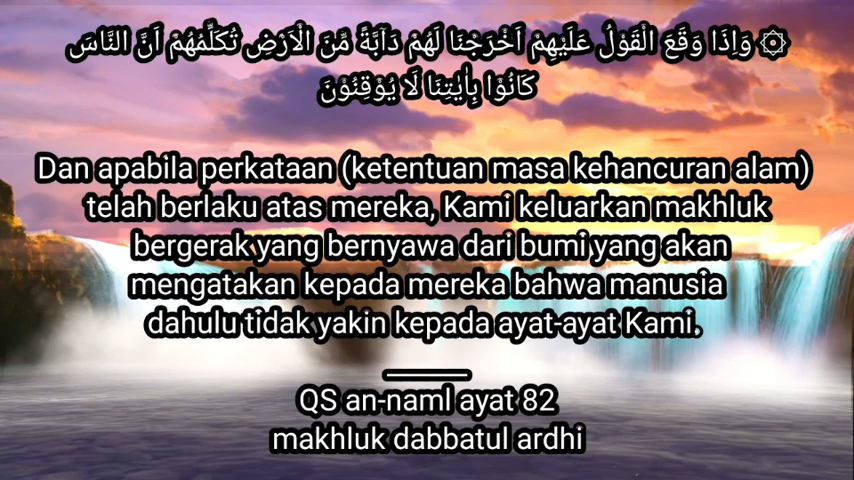 ۞ وَاِذَا وَقَعَ الْقَوْلُ عَلَيْهِمْ اَخْرَجْنَا لَهُمْ دَاۤبَّةً مِّنَ الْاَرْضِ تُكَلِّمُهُمْ اَنَّ النَّاسَ
كَانُوْا بِاٰيٰتِنَا لَا يُوْقِنُوْنَ
Dan apabila perkataan (ketentuan masa kehancuran alam)
telah berlaku atas mereka, Kami keluarkan makhluk
bergerak yang bernyawa dari bumi yang akan
mengatakan kepada mereka bahwa manusia
dahulu tidak yakin kepada ayat-ayat Kami.
______
QS an-naml ayat 82
makhluk dabbatul ardhi